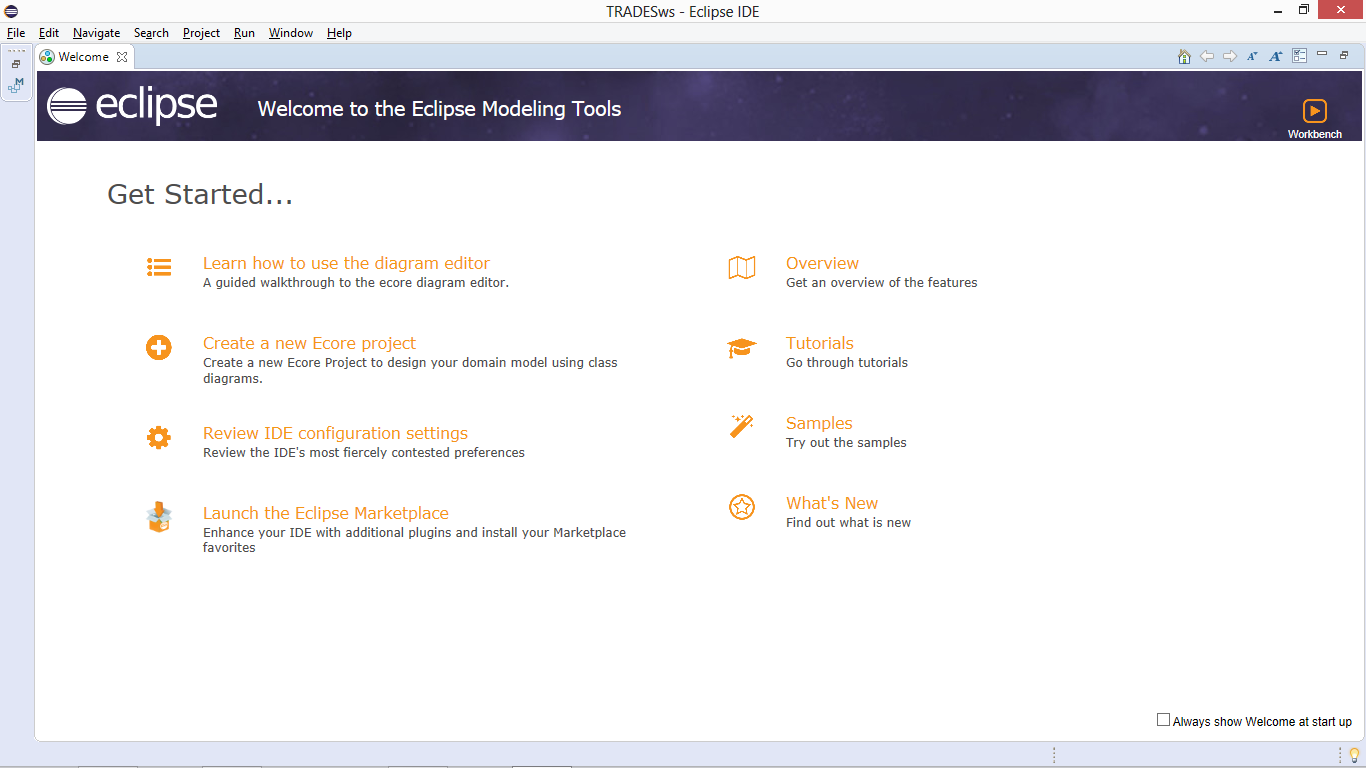 TRADESws - Eclipse IDE
File Edit Navigate Search Project Run Window Help
Welcome
eclipse
Welcome to the Eclipse Modeling Tools
Workbench
Get Started...
Learn how to use the diagram editor
A guided walkthrough to the ecore diagram editor.
Create a new Ecore project
Create a new Ecore Project to design your domain model using class
diagrams.
Review IDE configuration settings
Review the IDE's most fiercely contested preferences
Launch the Eclipse Marketplace
Enhance your IDE with additional plugins and install your Marketplace
favorites
Overview
Get an overview of the features
Tutorials
Go through tutorials
Samples
Try out the samples
What's New
Find out what is new
Always show Welcome at start up